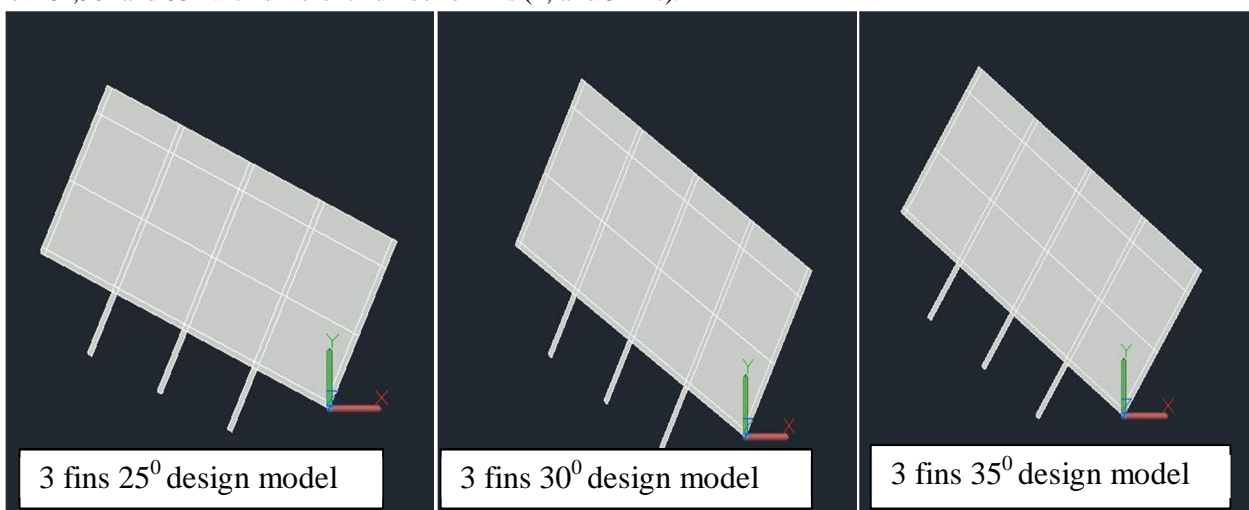 Y
X
Y
X
Y
X
3 fins 25⁰ design model
3 fins 30⁰ design model
3 fins 35⁰ design model